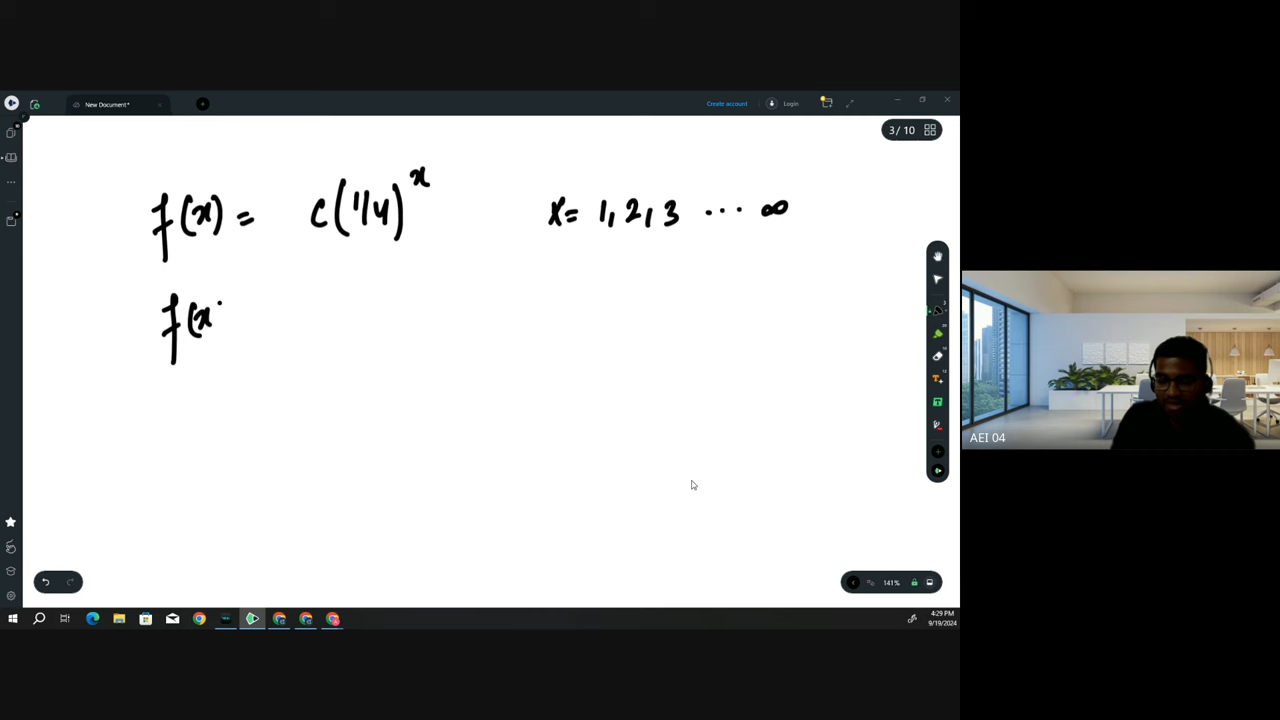 New Document*
Create account
Login
3/ 10
f(x) = c(1/4)^x x= 1, 2, 3 ... ∞
f(x
AEI 04
141%
4:29 PM
9/19/2024